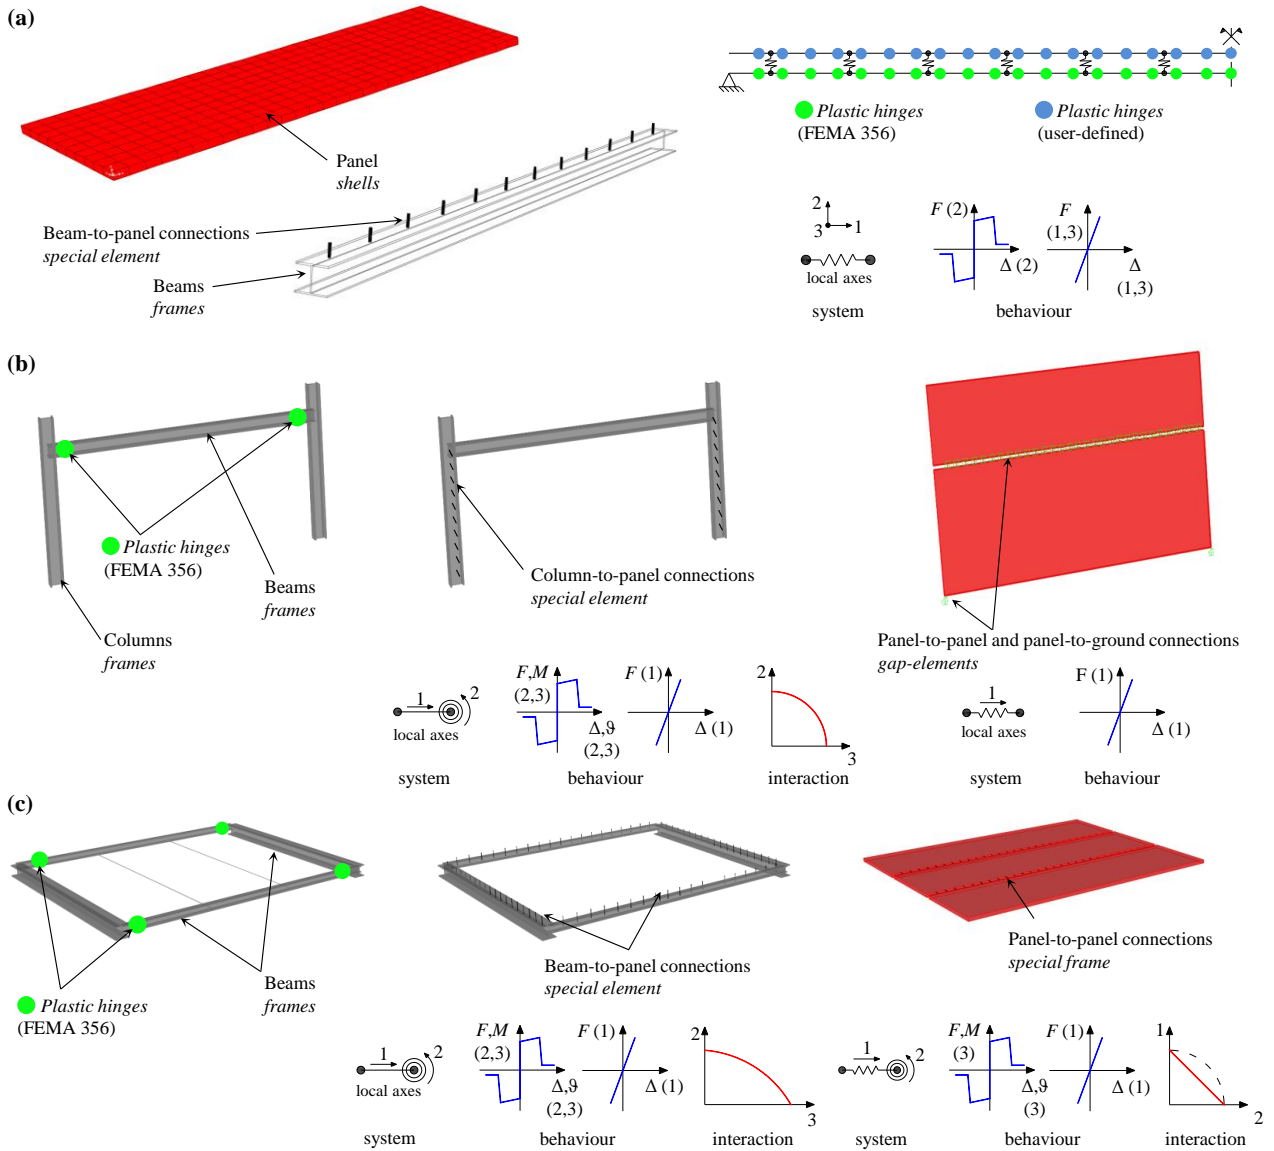 (a)
Panel
shells
Beam-to-panel connections
special element
Beams
frames
Plastic hinges
(FEMA 356)
Plastic hinges
(user-defined)
2
3
1
local axes
system
F (2)
Δ (2)
F
(1,3)
Δ
(1,3)
behaviour
(b)
Plastic hinges
(FEMA 356)
Beams
frames
Columns
frames
Column-to-panel connections
special element
Panel-to-panel and panel-to-ground connections
gap-elements
1
2
local axes
system
F,M
(2,3)
Δ,ϑ
(2,3)
F (1)
Δ (1)
behaviour
2
3
interaction
1
local axes
system
F (1)
Δ (1)
behaviour
(c)
Plastic hinges
(FEMA 356)
Beams
frames
Beam-to-panel connections
special element
Panel-to-panel connections
special frame
1
2
local axes
system
F,M
(2,3)
Δ,ϑ
(2,3)
F (1)
Δ (1)
behaviour
2
3
interaction
1
2
system
F,M
(3)
Δ,ϑ
(3)
F (1)
Δ (1)
behaviour
1
2
interaction